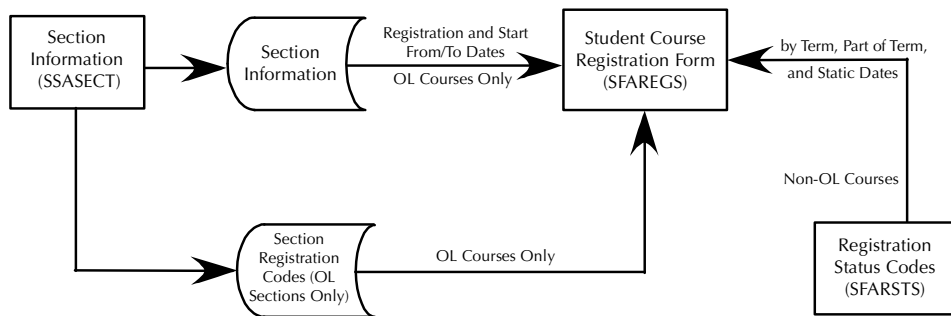 Section
Information
(SSASECT)
Section
Information
Registration and Start
From/To Dates
OL Courses Only
Student Course
Registration Form
(SFAREGS)
by Term, Part of Term,
and Static Dates
Non-OL Courses
Section
Registration
Codes (OL
Sections Only)
OL Courses Only
Registration
Status Codes
(SFARSTS)